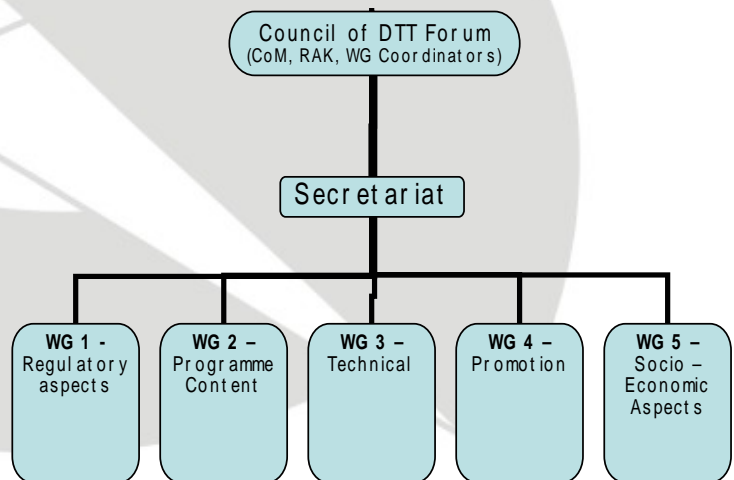 Council of DTT Forum
(CoM, RAK, WG Coordinators)
Secretariat
WG 1 -
Regulatory
aspects
WG 2 –
Programme
Content
WG 3 –
Technical
WG 4 –
Promotion
WG 5 –
Socio –
Economic
Aspects